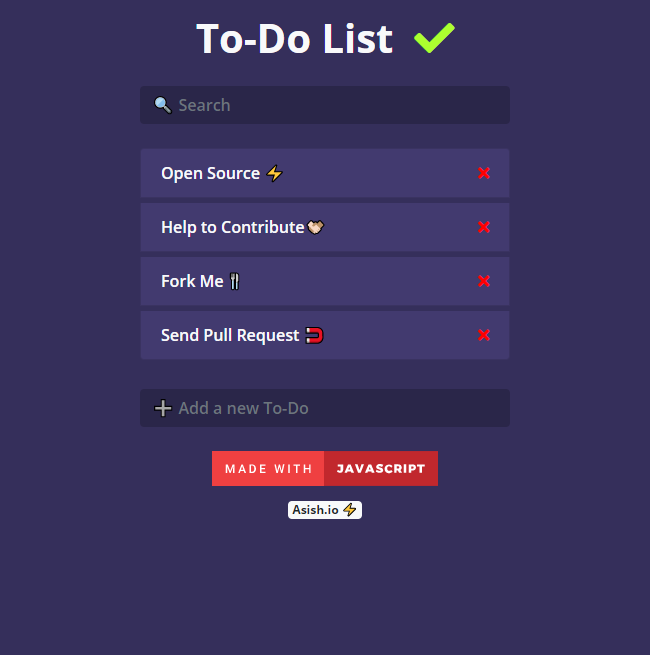 To-Do List ✔
🔍 Search
Open Source ⚡
Help to Contribute🤝
Fork Me 🍴
Send Pull Request 🧲
➕ Add a new To-Do
MADE WITH JAVASCRIPT
Asish.io ⚡